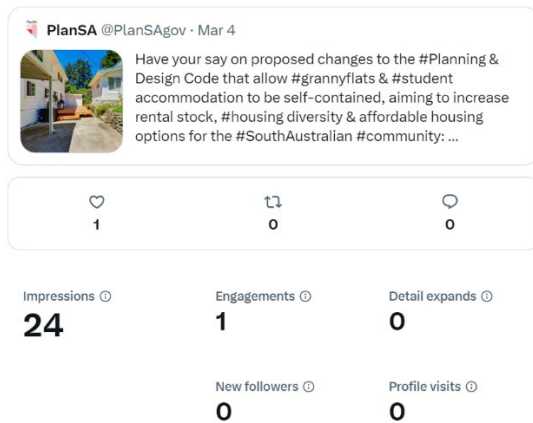 PlanSA @PlanSAgov · Mar 4
Have your say on proposed changes to the #Planning &
Design Code that allow #grannyflats & #student
accommodation to be self-contained, aiming to increase
rental stock, #housing diversity & affordable housing
options for the #SouthAustralian #community: ...
1
0
0
Impressions
Engagements
Detail expands
24
1
0
New followers
Profile visits
0
0